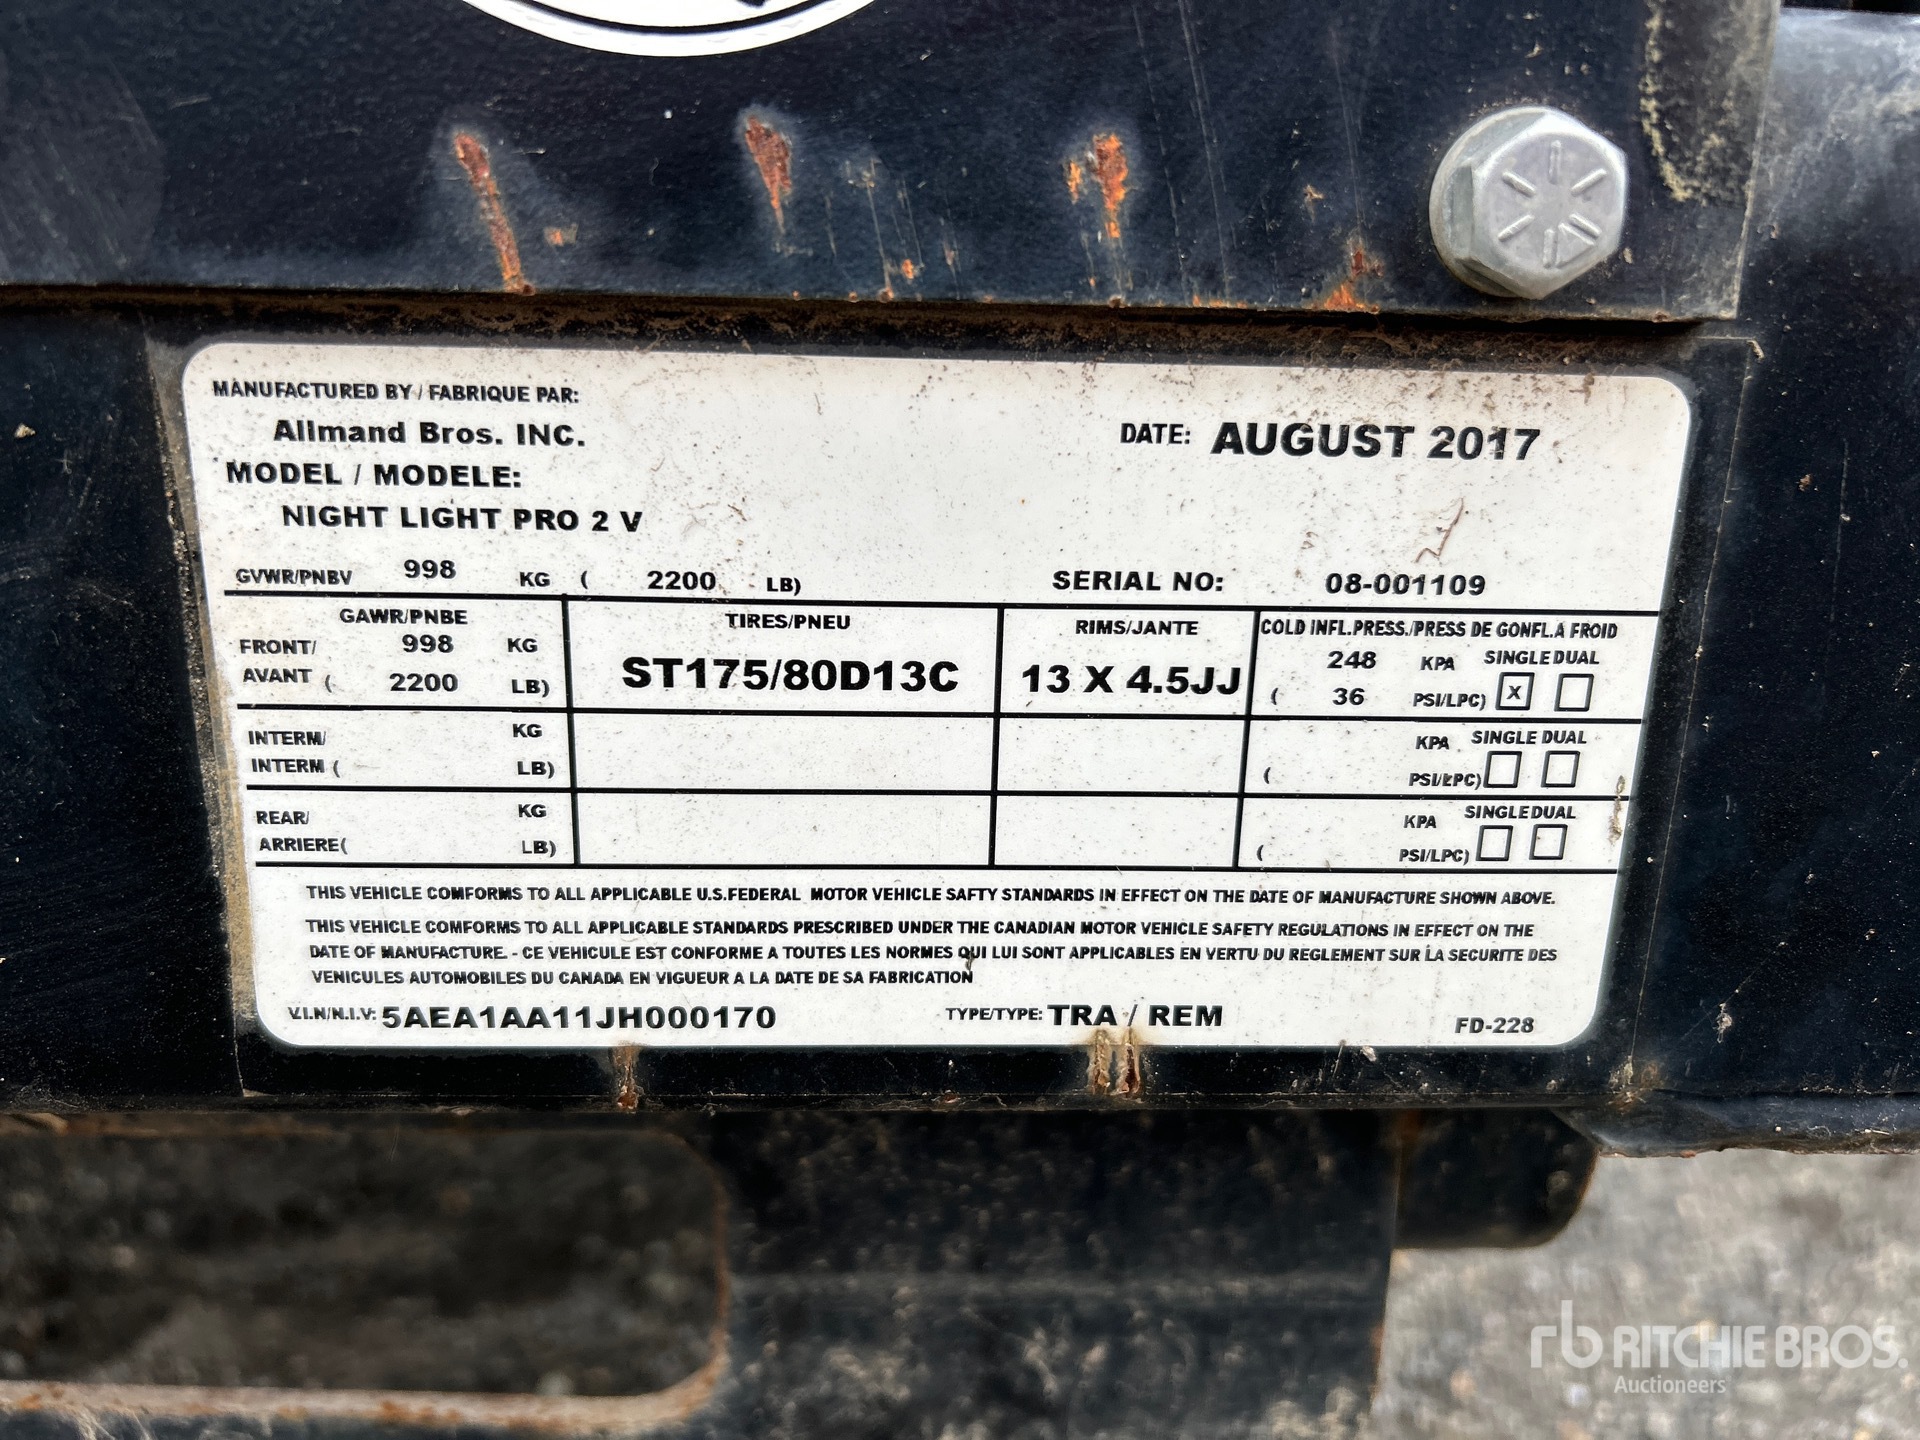 MANUFACTURED BY / FABRIQUE PAR:
Allmand Bros. INC.
DATE: AUGUST 2017
MODEL / MODELE:
NIGHT LIGHT PRO 2 V
GVWR/PNBV 998 KG ( 2200 LB) SERIAL NO: 08-001109
GAWR/PNBE TIRES/PNEU RIMS/JANTE COLD INFL.PRESS./PRESS DE GONFL.A FROID
FRONT/ 998 KG 248 KPA SINGLE DUAL
AVANT ( 2200 LB) ST175/80D13C 13 X 4.5JJ ( 36 PSI/LPC) X
INTERM/ KG KPA SINGLE DUAL
INTERM ( LB) ( PSI/LPC)
REAR/ KG KPA SINGLE DUAL
ARRIERE( LB) ( PSI/LPC)
THIS VEHICLE COMFORMS TO ALL APPLICABLE U.S.FEDERAL MOTOR VEHICLE SAFTY STANDARDS IN EFFECT ON THE DATE OF MANUFACTURE SHOWN ABOVE.
THIS VEHICLE COMFORMS TO ALL APPLICABLE STANDARDS PRESCRIBED UNDER THE CANADIAN MOTOR VEHICLE SAFETY REGULATIONS IN EFFECT ON THE
DATE OF MANUFACTURE. - CE VEHICULE EST CONFORME A TOUTES LES NORMES QUI LUI SONT APPLICABLES EN VERTU DU REGLEMENT SUR LA SECURITE DES
VENICULES AUTOMOBILES DU CANADA EN VIGUEUR A LA DATE DE SA FABRICATION
V.I.N/N.I.V: 5AEA1AA11JH000170 TYPE/TYPE: TRA / REM FD-228
rb RITCHIE BROS.
Auctioneers